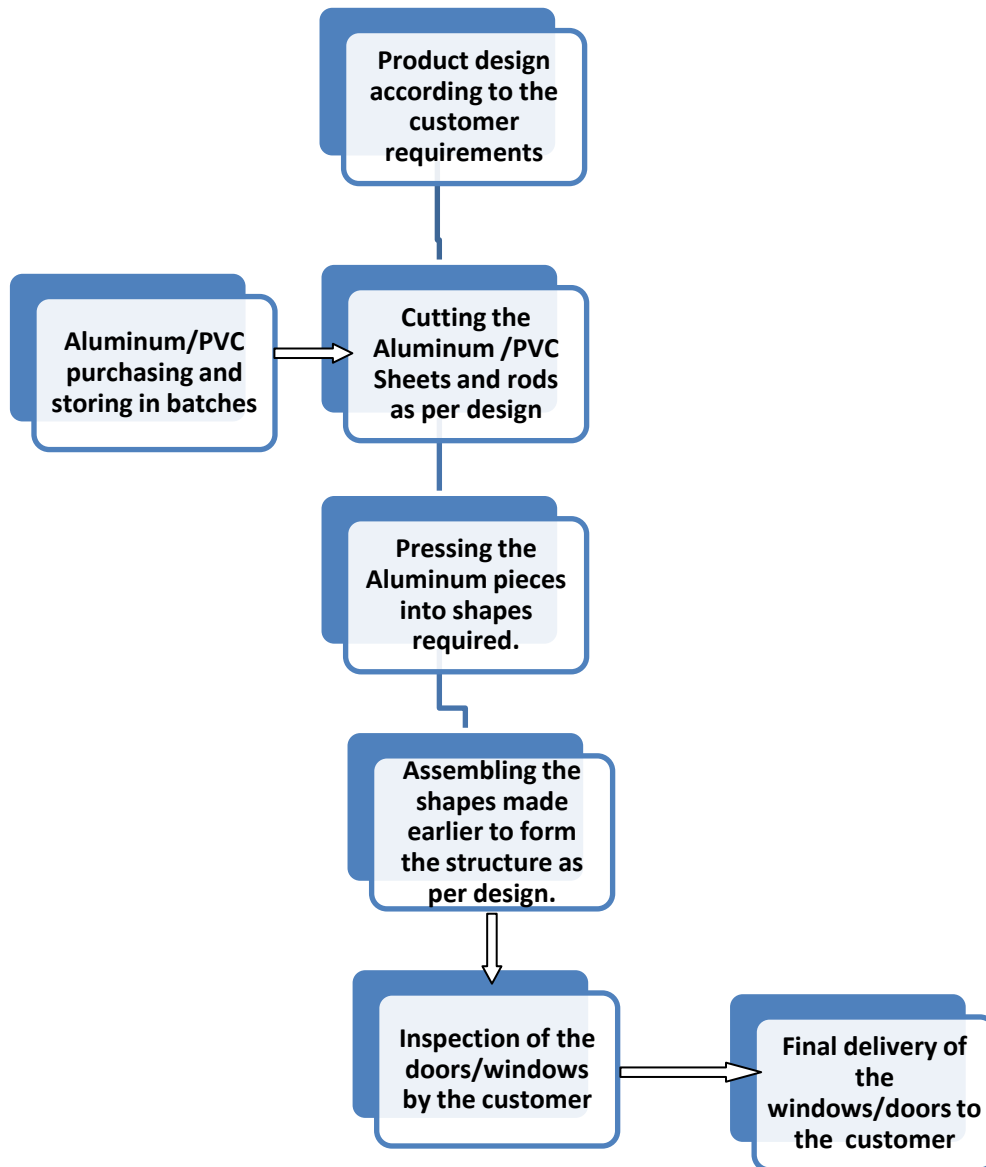 Product design
according to the
customer
requirements
Aluminum/PVC
purchasing and
storing in batches
Cutting the
Aluminum /PVC
Sheets and rods
as per design
Pressing the
Aluminum pieces
into shapes
required.
Assembling the
shapes made
earlier to form
the structure as
per design.
Inspection of the
doors/windows
by the customer
Final delivery of
the
windows/doors to
the customer